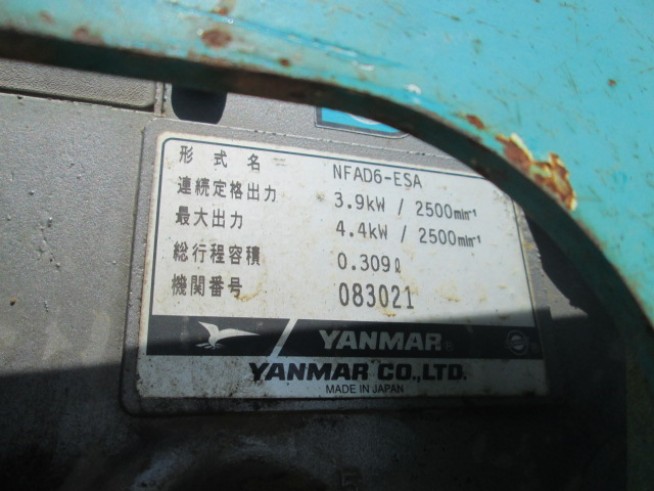 形式名 NFAD6-ESA
連続定格出力 3.9kW / 2500min⁻¹
最大出力 4.4kW / 2500min⁻¹
総行程容積 0.309ℓ
機関番号 083021
YANMAR®
YANMAR CO.,LTD.
MADE IN JAPAN